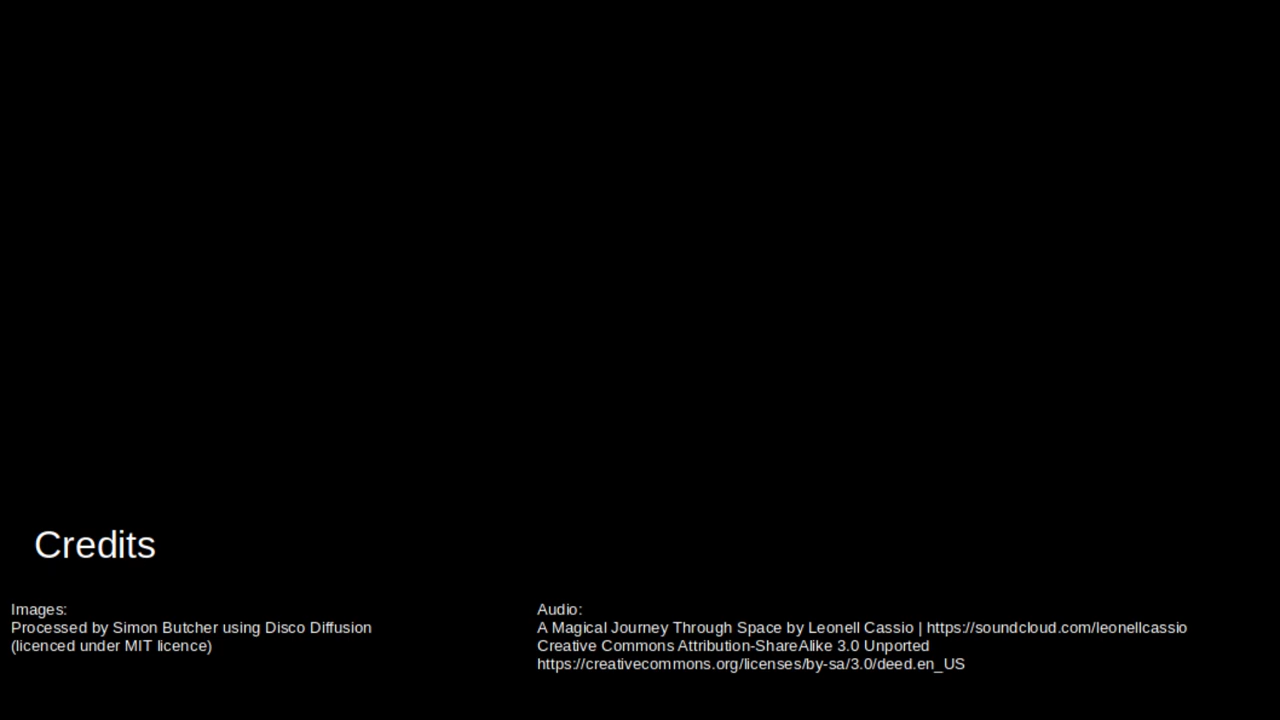 Credits
Images:
Processed by Simon Butcher using Disco Diffusion
(licenced under MIT licence)
Audio:
A Magical Journey Through Space by Leonell Cassio | https://soundcloud.com/leonellcassio
Creative Commons Attribution-ShareAlike 3.0 Unported
https://creativecommons.org/licenses/by-sa/3.0/deed.en_US